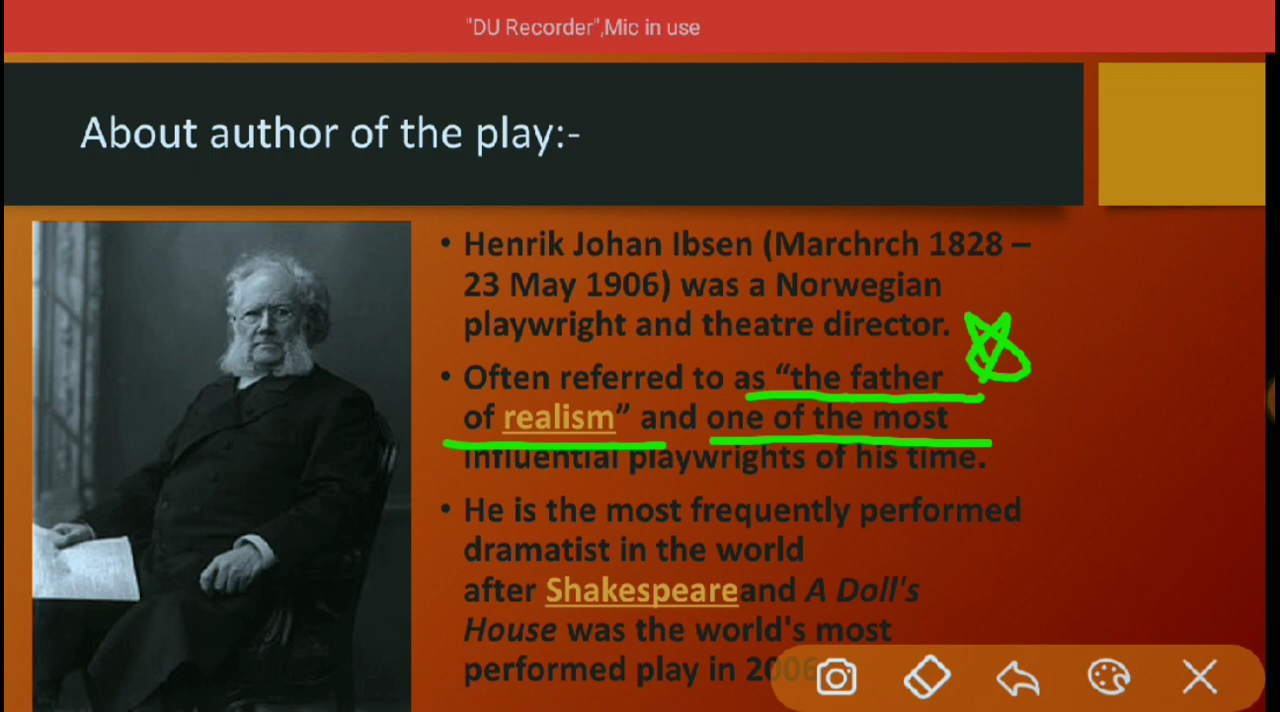 "DU Recorder",Mic in use
About author of the play:-
• Henrik Johan Ibsen (Marchrch 1828 –
23 May 1906) was a Norwegian
playwright and theatre director.
• Often referred to as “the father
of realism” and one of the most
influential playwrights of his time.
• He is the most frequently performed
dramatist in the world
after Shakespeareand A Doll's
House was the world's most
performed play in 2006